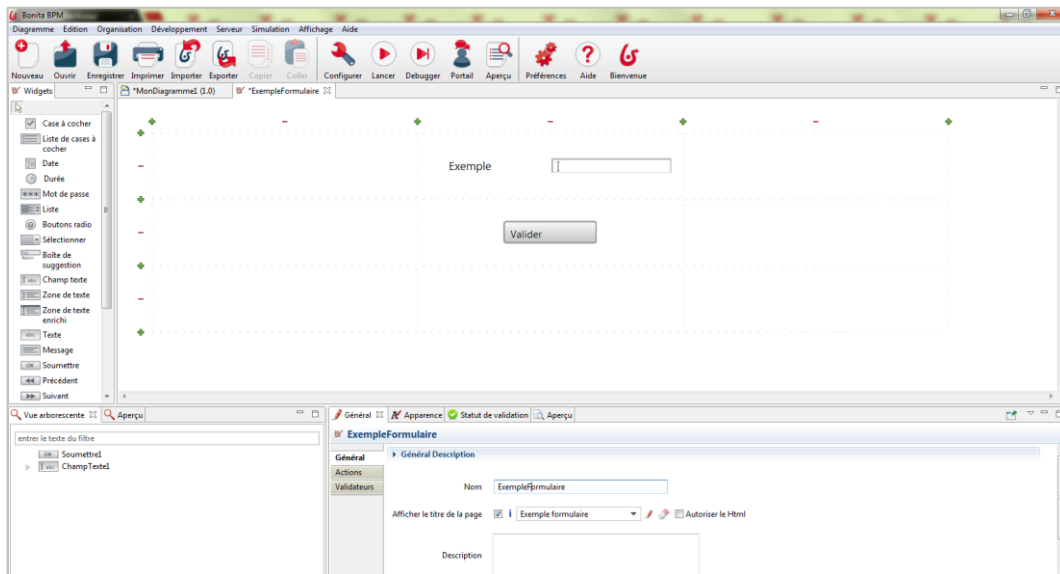 Bonita BPM
Diagramme Edition Organisation Développement Serveur Simulation Affichage Aide
Nouveau Ouvrir Enregistrer Imprimer Importer Exporter Copier Coller Configurer Lancer Debugger Portail Aperçu Préférences Aide Bienvenue
Widgets
*MonDiagramme1 (1.0)
*ExempleFormulaire
Case à cocher
Liste de cases à
cocher
Date
Durée
Mot de passe
Liste
Boutons radio
Sélectionner
Boîte de
suggestion
Champ texte
Zone de texte
Zone de texte
enrichi
abc Texte
Message
OK Soumettre
Précédent
Suivant
Exemple
Valider
Vue arborescente
Aperçu
entrer le texte du filtre
OK Soumettre1
ChampTexte1
Général
Apparence
Statut de validation
Aperçu
ExempleFormulaire
Général
Actions
Validateurs
Général Description
Nom ExempleFormulaire
Afficher le titre de la page i Exemple formulaire Autoriser le Html
Description